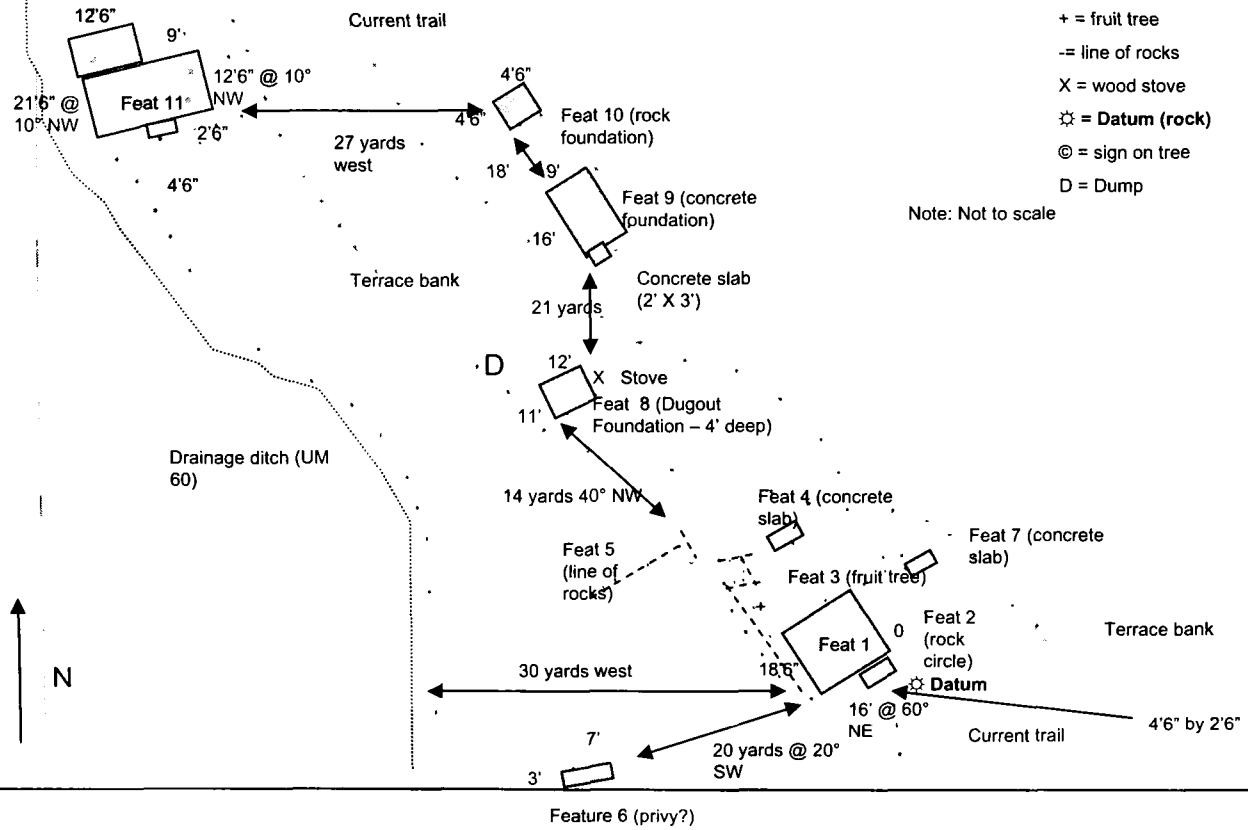 12'6"
9'
Current trail
+ = fruit tree
-= line of rocks
X = wood stove
☼ = Datum (rock)
© = sign on tree
D = Dump
Note: Not to scale
21'6" @
10° NW
Feat 11
12'6" @ 10°
NW
2'6"
4'6"
27 yards
west
4'6"
4'6"
Feat 10 (rock
foundation)
18'
9'
Feat 9 (concrete
foundation)
16'
Terrace bank
Concrete slab
(2' X 3')
21 yards
D
12'
X Stove
11'
Feat 8 (Dugout
Foundation – 4' deep)
Drainage ditch (UM
60)
14 yards 40° NW
Feat 4 (concrete
slab)
Feat 7 (concrete
slab)
Feat 5
(line of
rocks)
Feat 3 (fruit tree)
+
Feat 1
0
Feat 2
(rock
circle)
Terrace bank
N
30 yards west
18'6"
☼ Datum
16' @ 60°
NE
4'6" by 2'6"
Current trail
7'
3'
20 yards @ 20°
SW
Feature 6 (privy?)